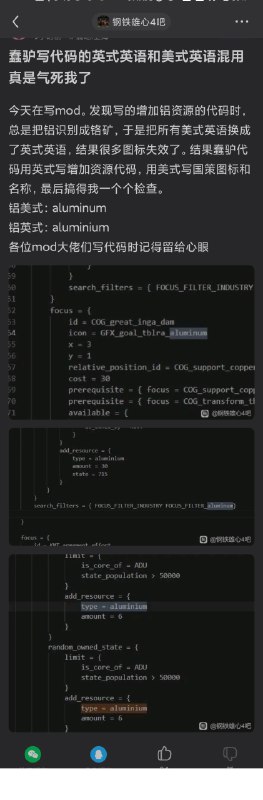 钢铁雄心4吧
蠢驴写代码的英式英语和美式英语混用
真是气死我了
今天在写mod。发现写的增加铝资源的代码时，
总是把铝识别成铬矿，于是把所有美式英语换成
了英式英语，结果很多图标失效了。结果蠢驴代
码用英式写增加资源代码，用美式写国策图标和
名称，最后搞得我一个个检查。
铝美式: aluminum
铝英式: aluminium
各位mod大佬们写代码时记得留给心眼
}
search_filters = { FOCUS_FILTER_INDUSTRY
}
focus = {
id = COG_great_inga_dam
icon = GFX_goal_tbira_aluminum
x = 3
y = 1
relative_position_id = COG_support_copper
cost = 30
prerequisite = { focus = COG_support_copp
prerequisite = { focus = COG_transform_th
available = {
@钢铁雄心4吧
}
add_resource = {
type = aluminium
amount = 30
state = 715
}
}
search_filters = { FOCUS_FILTER_INDUSTRY FOCUS_FILTER_aluminum}
}
focus = {
@钢铁雄心4吧
limit = {
is_core_of = ADU
state_population > 50000
}
add_resource = {
type = aluminium
amount = 6
}
}
random_owned_state = {
limit = {
is_core_of = ADU
state_population > 50000
}
add_resource = {
type = aluminium
amount = 6
}
@钢铁雄心4吧